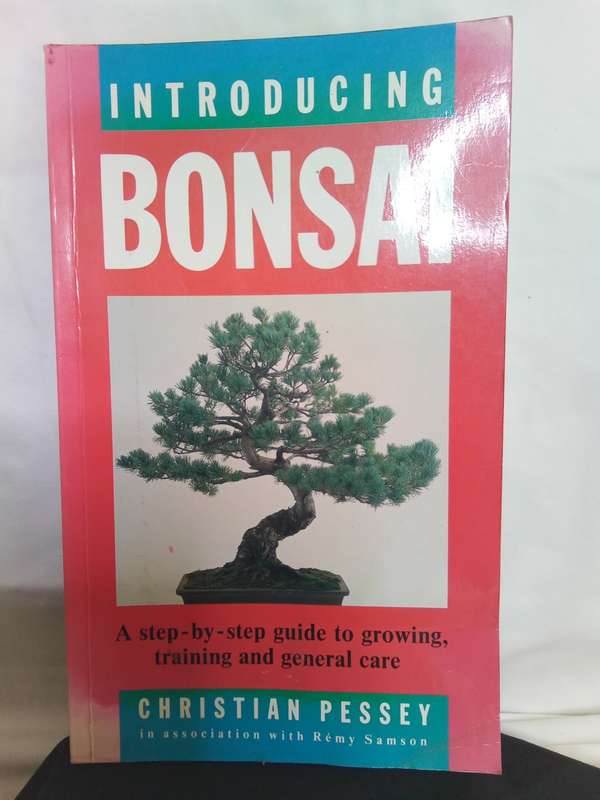 INTRODUCING
BONSAI
A step-by-step guide to growing,
training and general care
CHRISTIAN PESSEY
in association with Rémy Samson